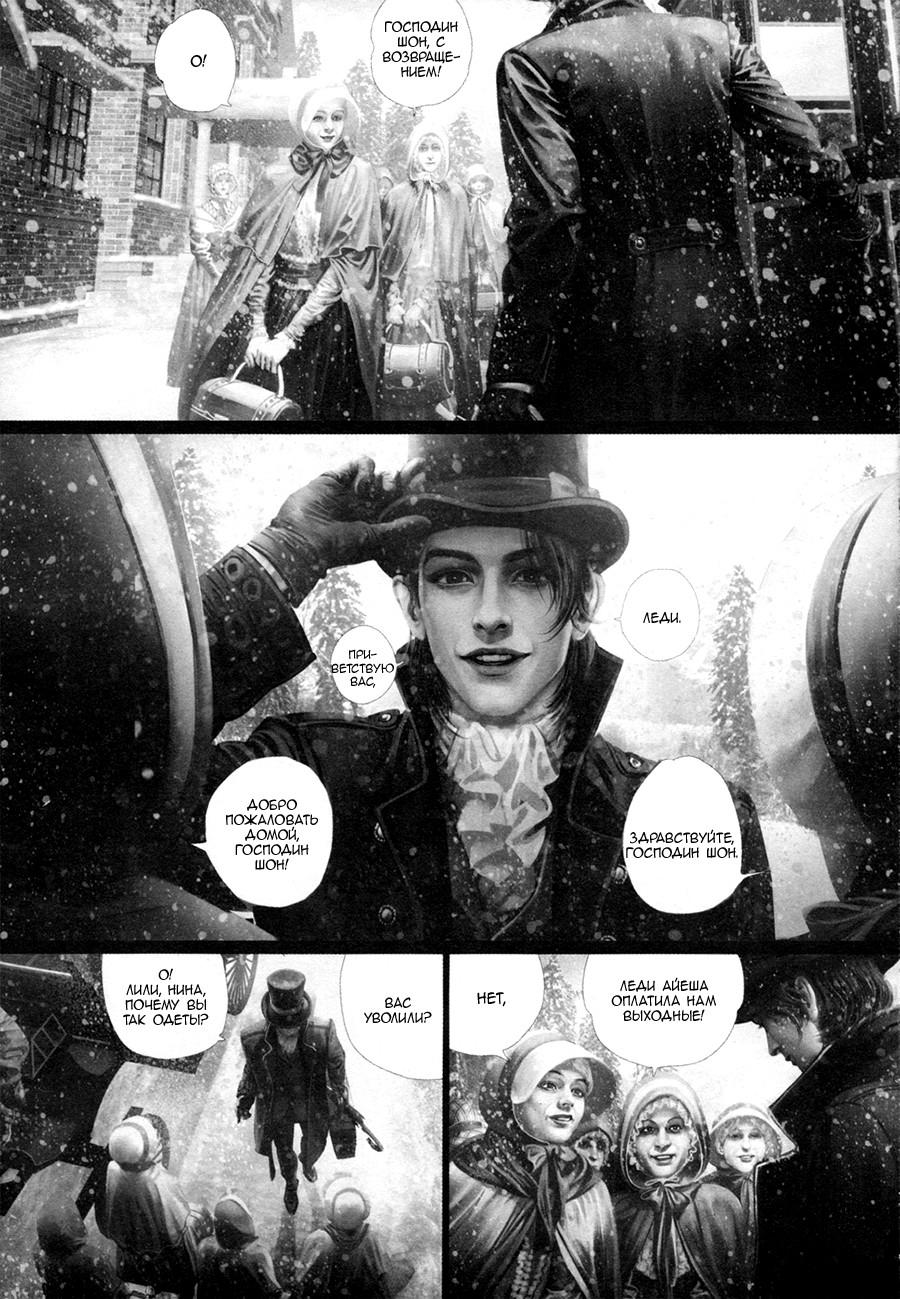 О!
ГОСПОДИН
ШОН, С
ВОЗВРАЩЕ-
НИЕМ!
ПРИ-
ВЕТСТВУЮ
ВАС,
ЛЕДИ.
ДОБРО
ПОЖАЛОВАТЬ
ДОМОЙ,
ГОСПОДИН
ШОН!
ЗДРАВСТВУЙТЕ,
ГОСПОДИН ШОН.
О!
ЛИЛИ, НИНА,
ПОЧЕМУ ВЫ
ТАК ОДЕТЫ?
ВАС
УВОЛИЛИ?
НЕТ,
ЛЕДИ АЙЕША
ОПЛАТИЛА НАМ
ВЫХОДНЫЕ!